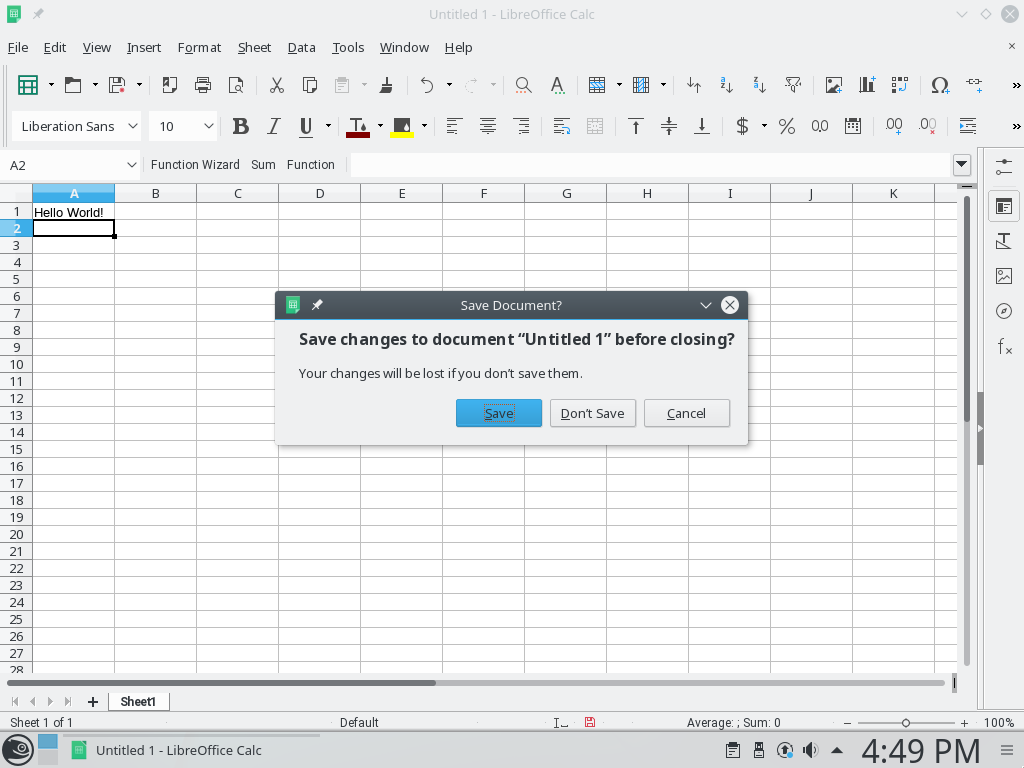 Untitled 1 - LibreOffice Calc
File Edit View Insert Format Sheet Data Tools Window Help
Liberation Sans 10
A2 Function Wizard Sum Function
A B C D E F G H I J K
1 Hello World!
2
3
4
5
6
7
8
9
10
11
12
13
14
15
16
17
18
19
20
21
22
23
24
25
26
27
28
Save Document?
Save changes to document “Untitled 1” before closing?
Your changes will be lost if you don’t save them.
Save Don’t Save Cancel
Sheet1
Sheet 1 of 1 Default Average: ; Sum: 0 100%
Untitled 1 - LibreOffice Calc 4:49 PM